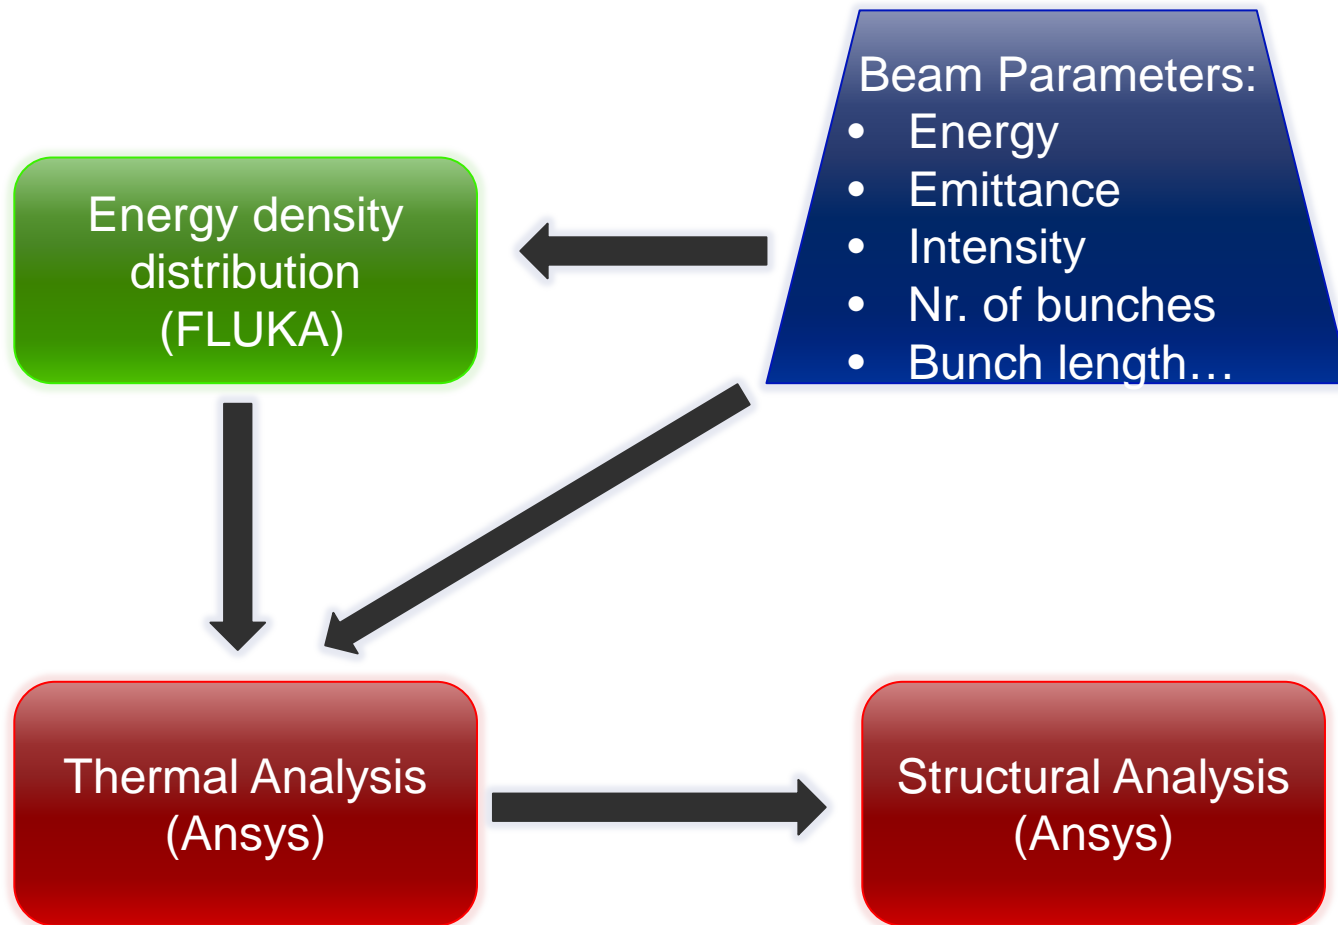 Beam Parameters:
• Energy
• Emittance
• Intensity
• Nr. of bunches
• Bunch length…
Energy density
distribution
(FLUKA)
Thermal Analysis
(Ansys)
Structural Analysis
(Ansys)